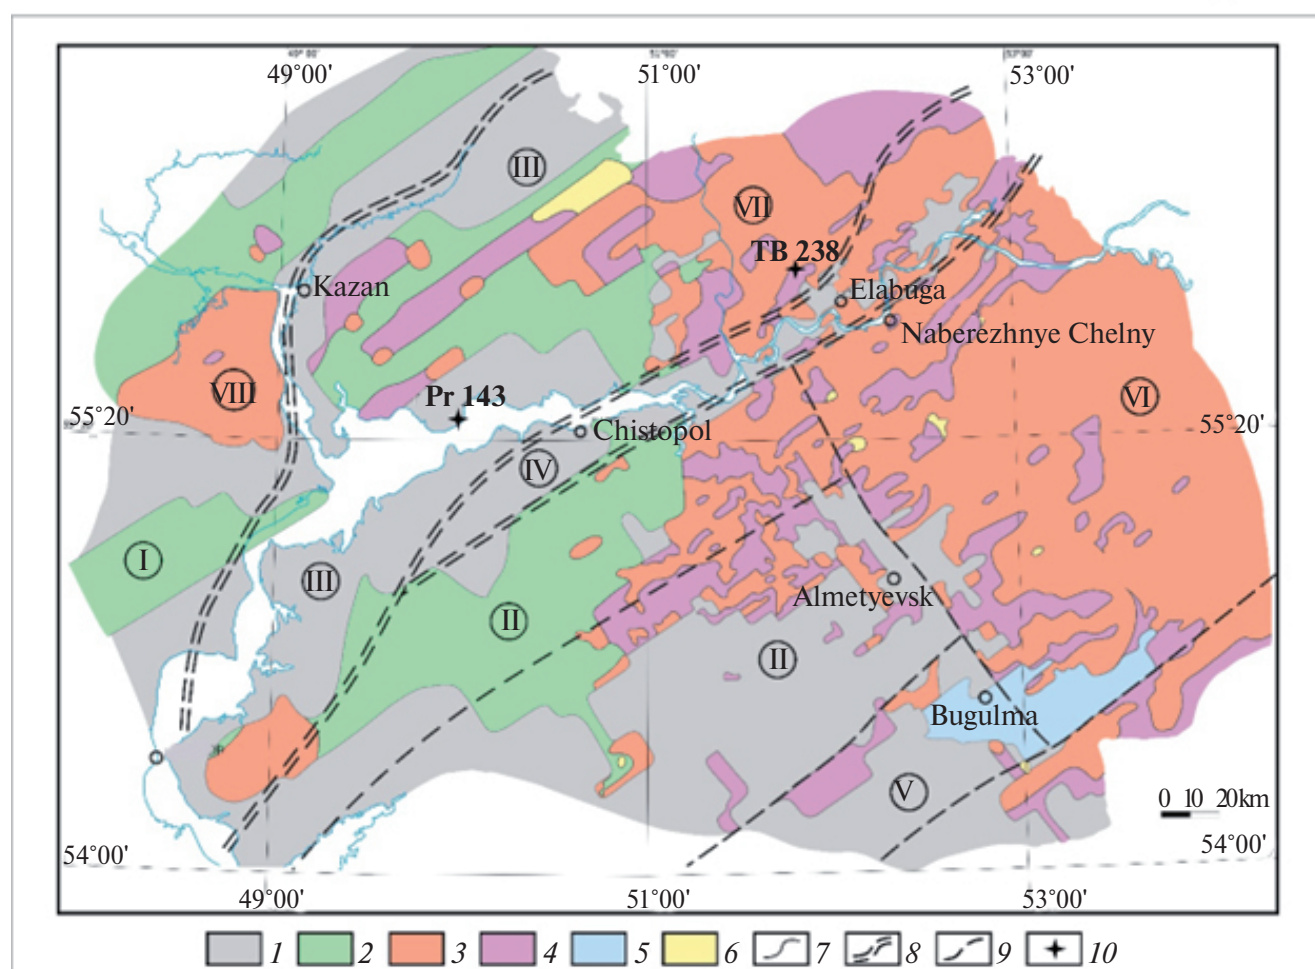 49°00' 51°00' 53°00'
III
VII
TB 238
Kazan
Elabuga
Naberezhnye Chelny
VIII
Pr 143
VI
55°20' 55°20'
Chistopol
IV
I
III
Almetyevsk
II
II
Bugulma
V
0 10 20km
54°00' 54°00'
49°00' 51°00' 53°00'
1 2 3 4 5 6 7 8 9 10